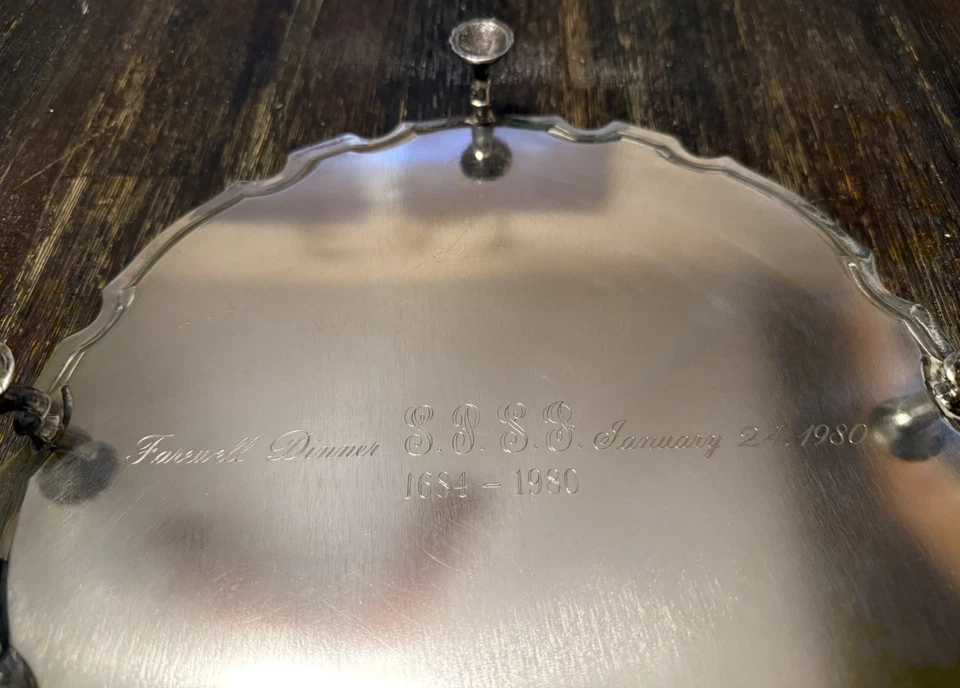 Farewell Dinner S.P.S.F. January 24, 1980
1684 - 1980